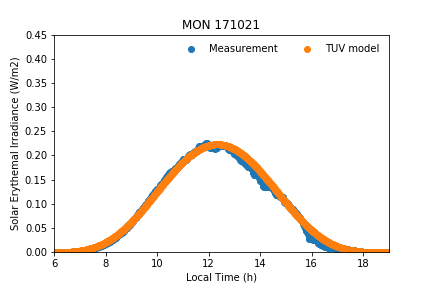 MON 171021
Measurement
TUV model
Solar Erythemal Irradiance (W/m2)
0.45
0.40
0.35
0.30
0.25
0.20
0.15
0.10
0.05
0.00
6 8 10 12 14 16 18
Local Time (h)